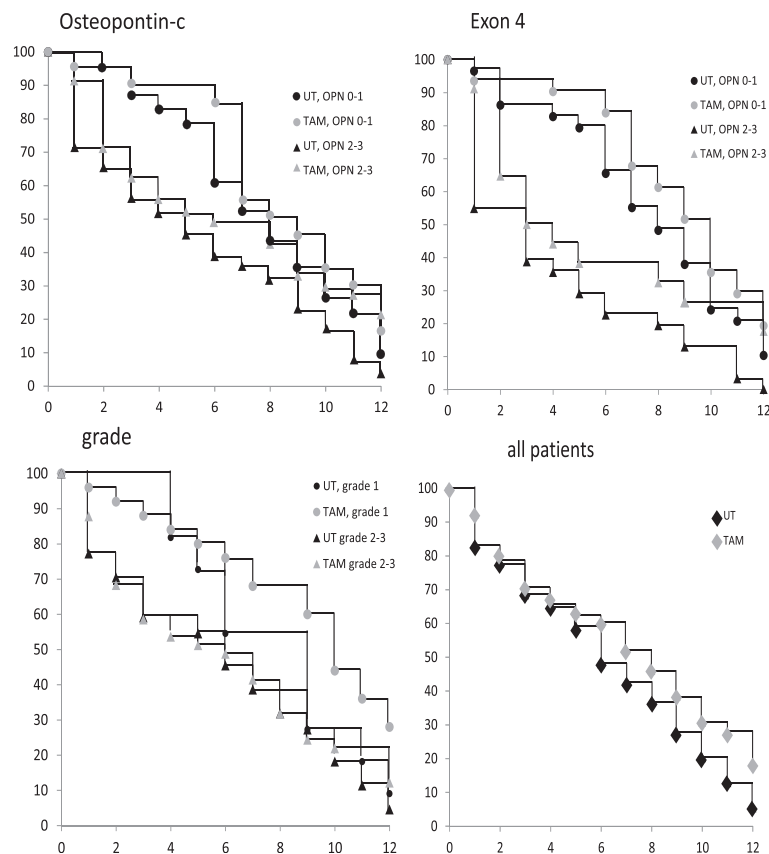 Osteopontin-c
100
90
80
70
60
50
40
30
20
10
0
0 2 4 6 8 10 12
UT, OPN 0-1
TAM, OPN 0-1
UT, OPN 2-3
TAM, OPN 2-3
Exon 4
100
90
80
70
60
50
40
30
20
10
0
0 2 4 6 8 10 12
UT, OPN 0-1
TAM, OPN 0-1
UT, OPN 2-3
TAM, OPN 2-3
grade
100
90
80
70
60
50
40
30
20
10
0
0 2 4 6 8 10 12
UT, grade 1
TAM, grade 1
UT grade 2-3
TAM grade 2-3
all patients
100
90
80
70
60
50
40
30
20
10
0
0 2 4 6 8 10 12
UT
TAM